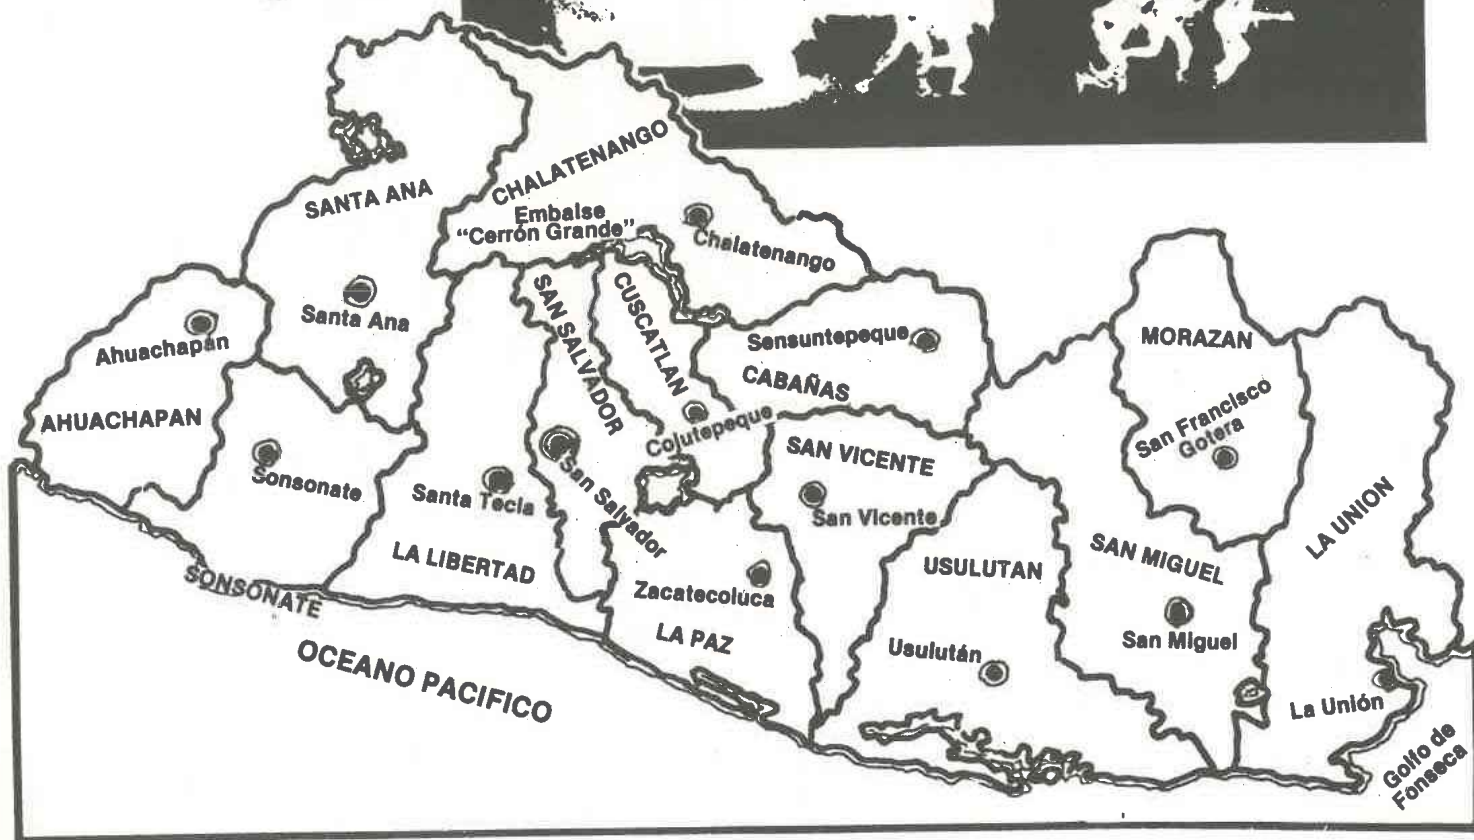 SANTA ANA
CHALATENANGO
Embalse
“Cerrón Grande”
Chalatenango
Santa Ana
Ahuachapán
AHUACHAPAN
SAN SALVADOR
CUSCATLAN
Sensuntepeque
CABAÑAS
MORAZAN
San Francisco
Gotera
Cojutepeque
SAN VICENTE
San Vicente
Sonsonate
Santa Tecla
San Salvador
LA LIBERTAD
SONSONATE
Zacatecoluca
LA PAZ
USULUTAN
Usulután
SAN MIGUEL
San Miguel
LA UNION
La Unión
Golfo de
Fonseca
OCEANO PACIFICO